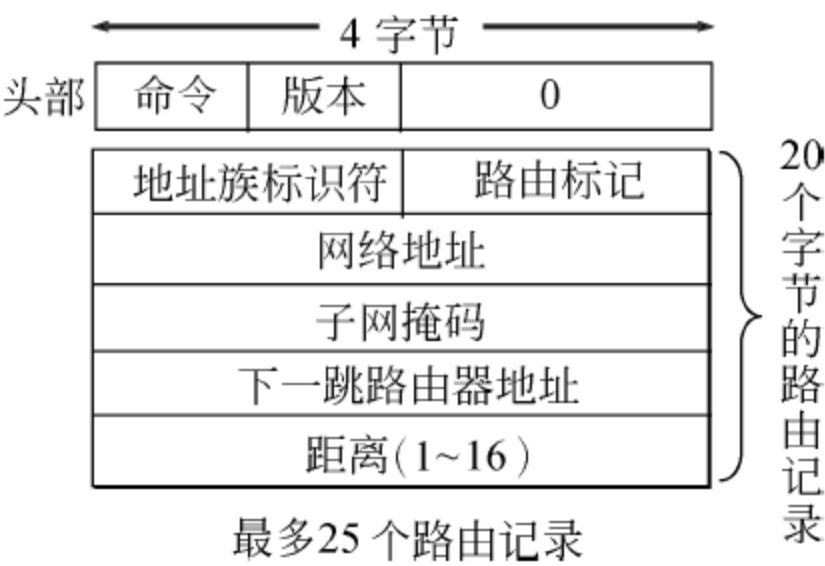 4 字节
头部 命令 版本 0
地址族标识符 路由标记
网络地址
子网掩码
下一跳路由器地址
距离(1~16)
20个字节的路由记录
最多25 个路由记录